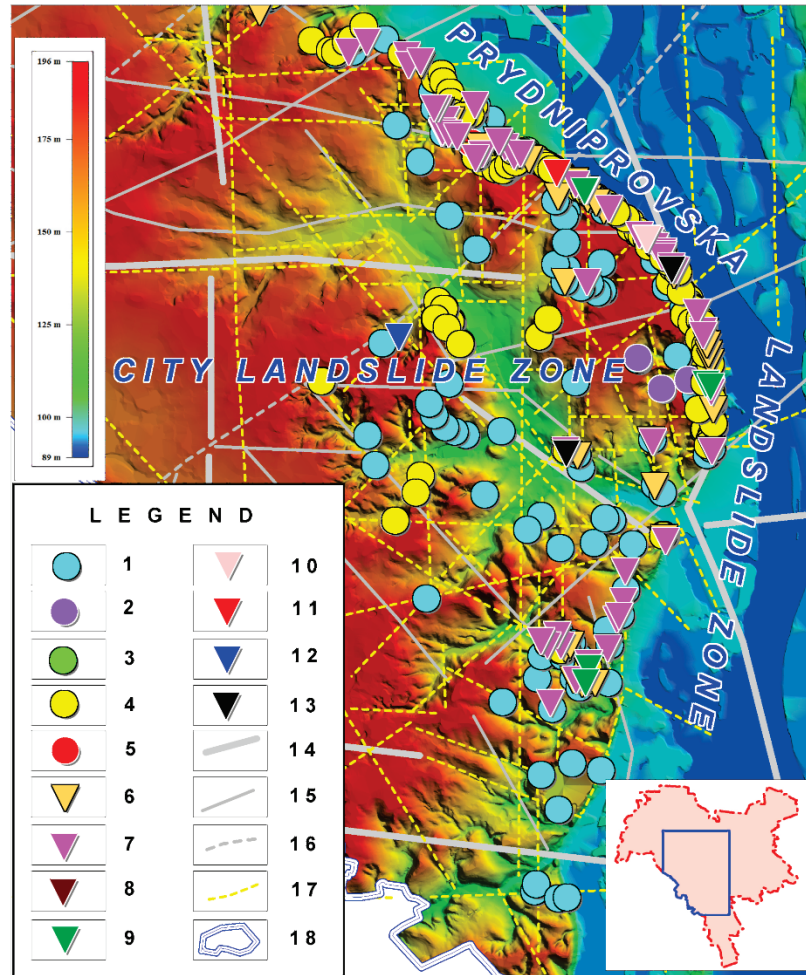 196 m
175 m
150 m
125 m
100 m
89 m
PRYDNIPROVSKA
LANDSLIDE ZONE
CITY LANDSLIDE ZONE
LEGEND
1 10
2 11
3 12
4 13
5 14
6 15
7 16
8 17
9 18